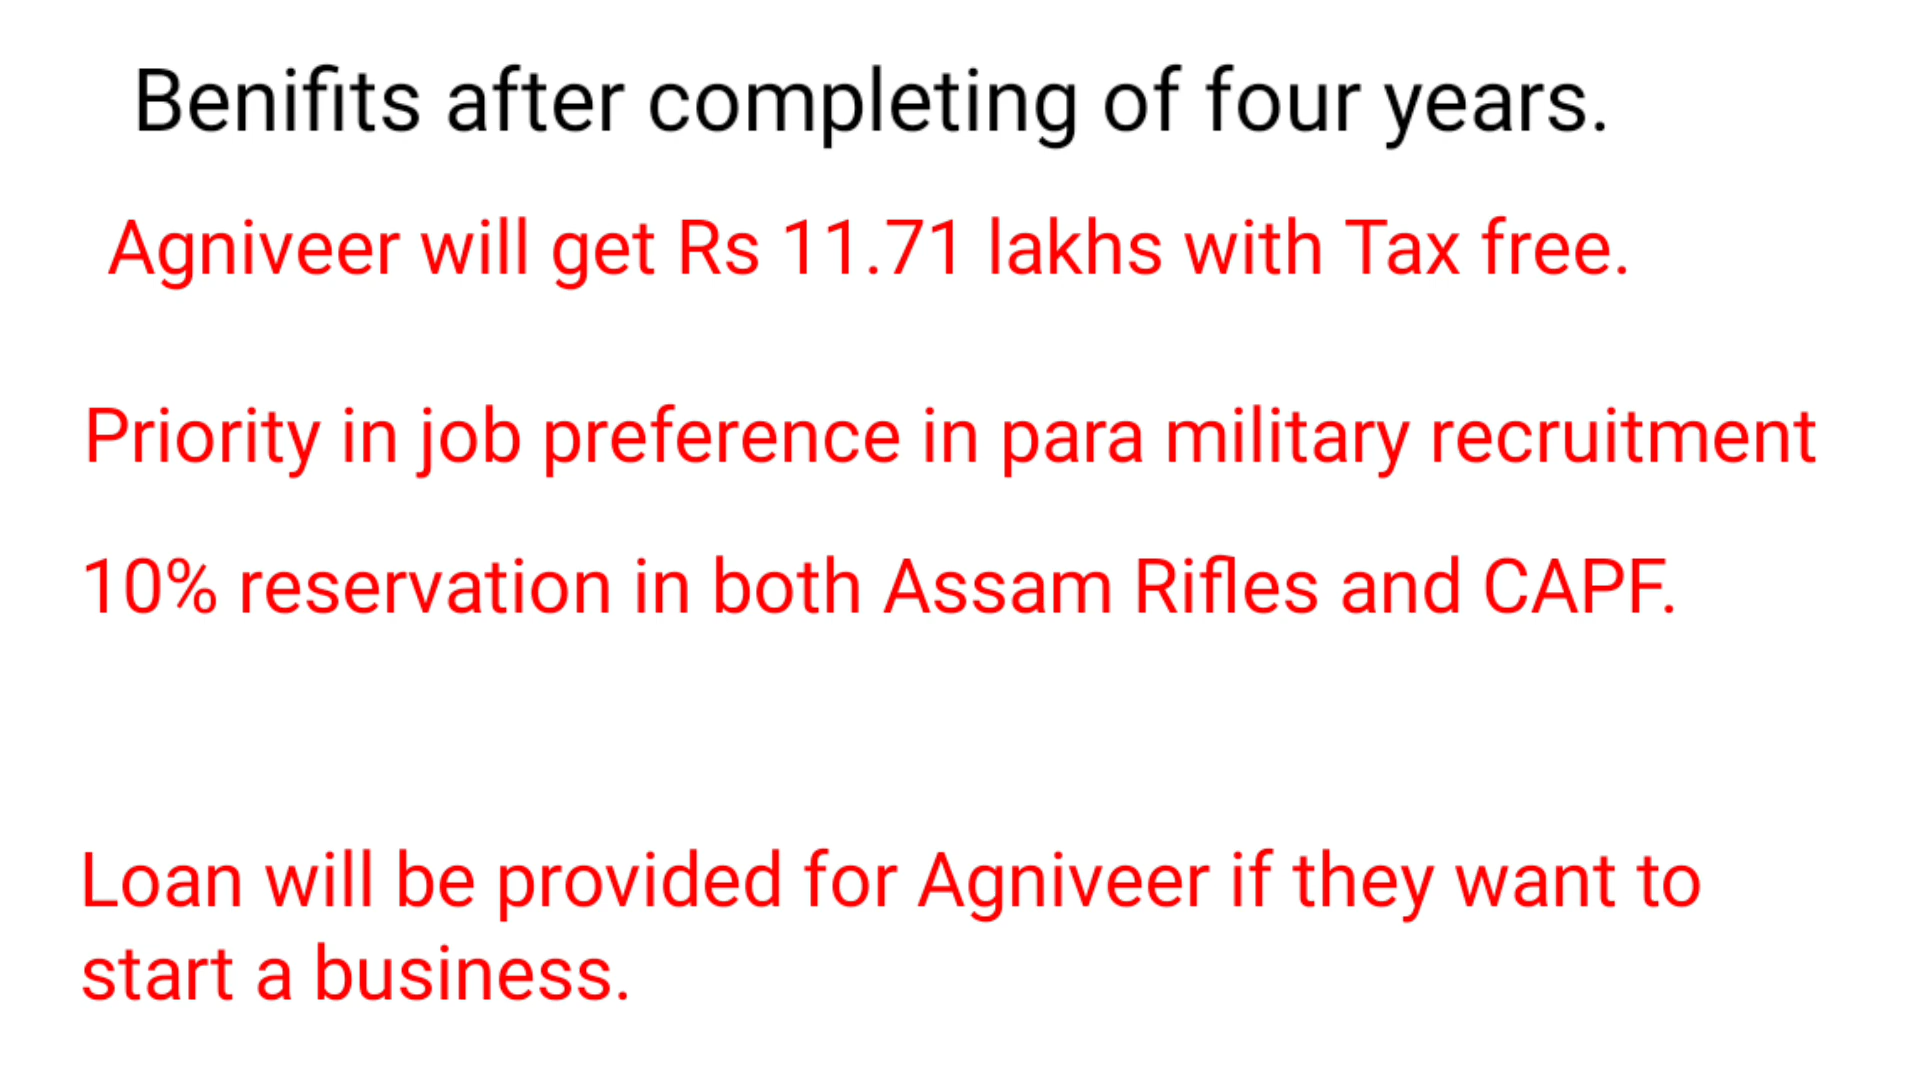 Benifits after completing of four years.
Agniveer will get Rs 11.71 lakhs with Tax free.
Priority in job preference in para military recruitment
10% reservation in both Assam Rifles and CAPF.
Loan will be provided for Agniveer if they want to
start a business.